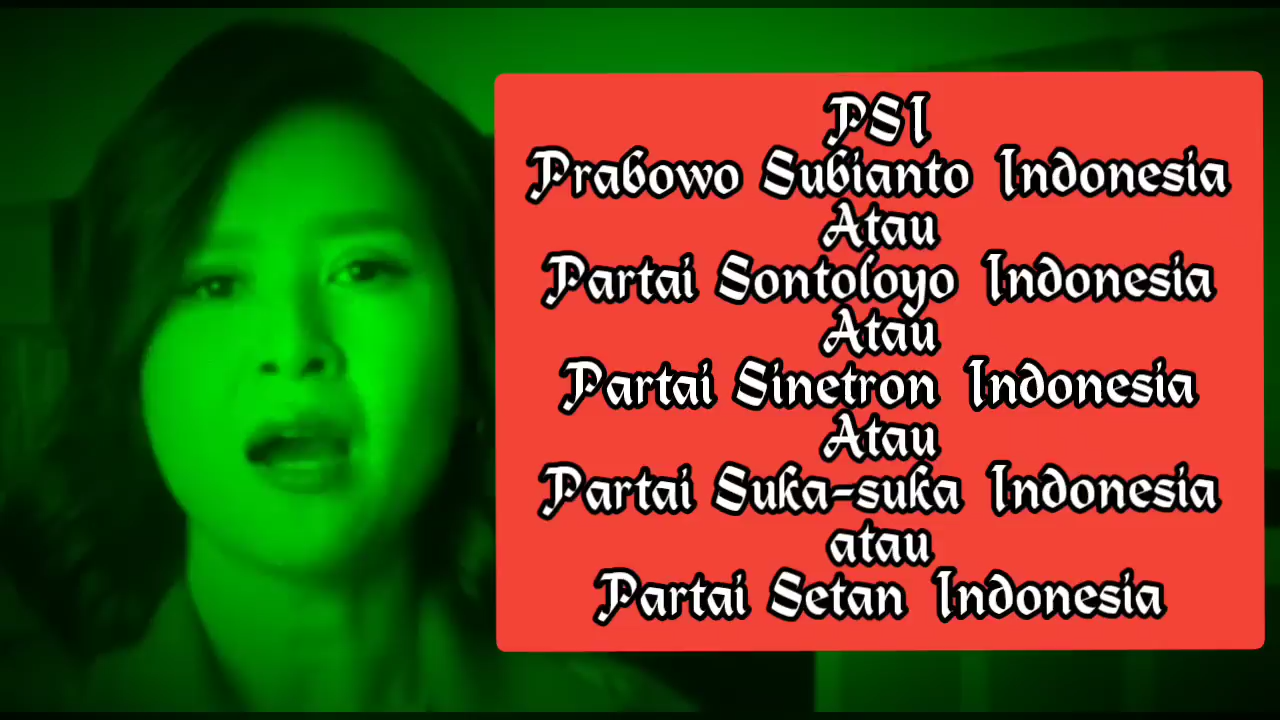 PSI
Prabowo Subianto Indonesia
Atau
Partai Sontoloyo Indonesia
Atau
Partai Sinetron Indonesia
Atau
Partai Suka-suka Indonesia
atau
Partai Setan Indonesia